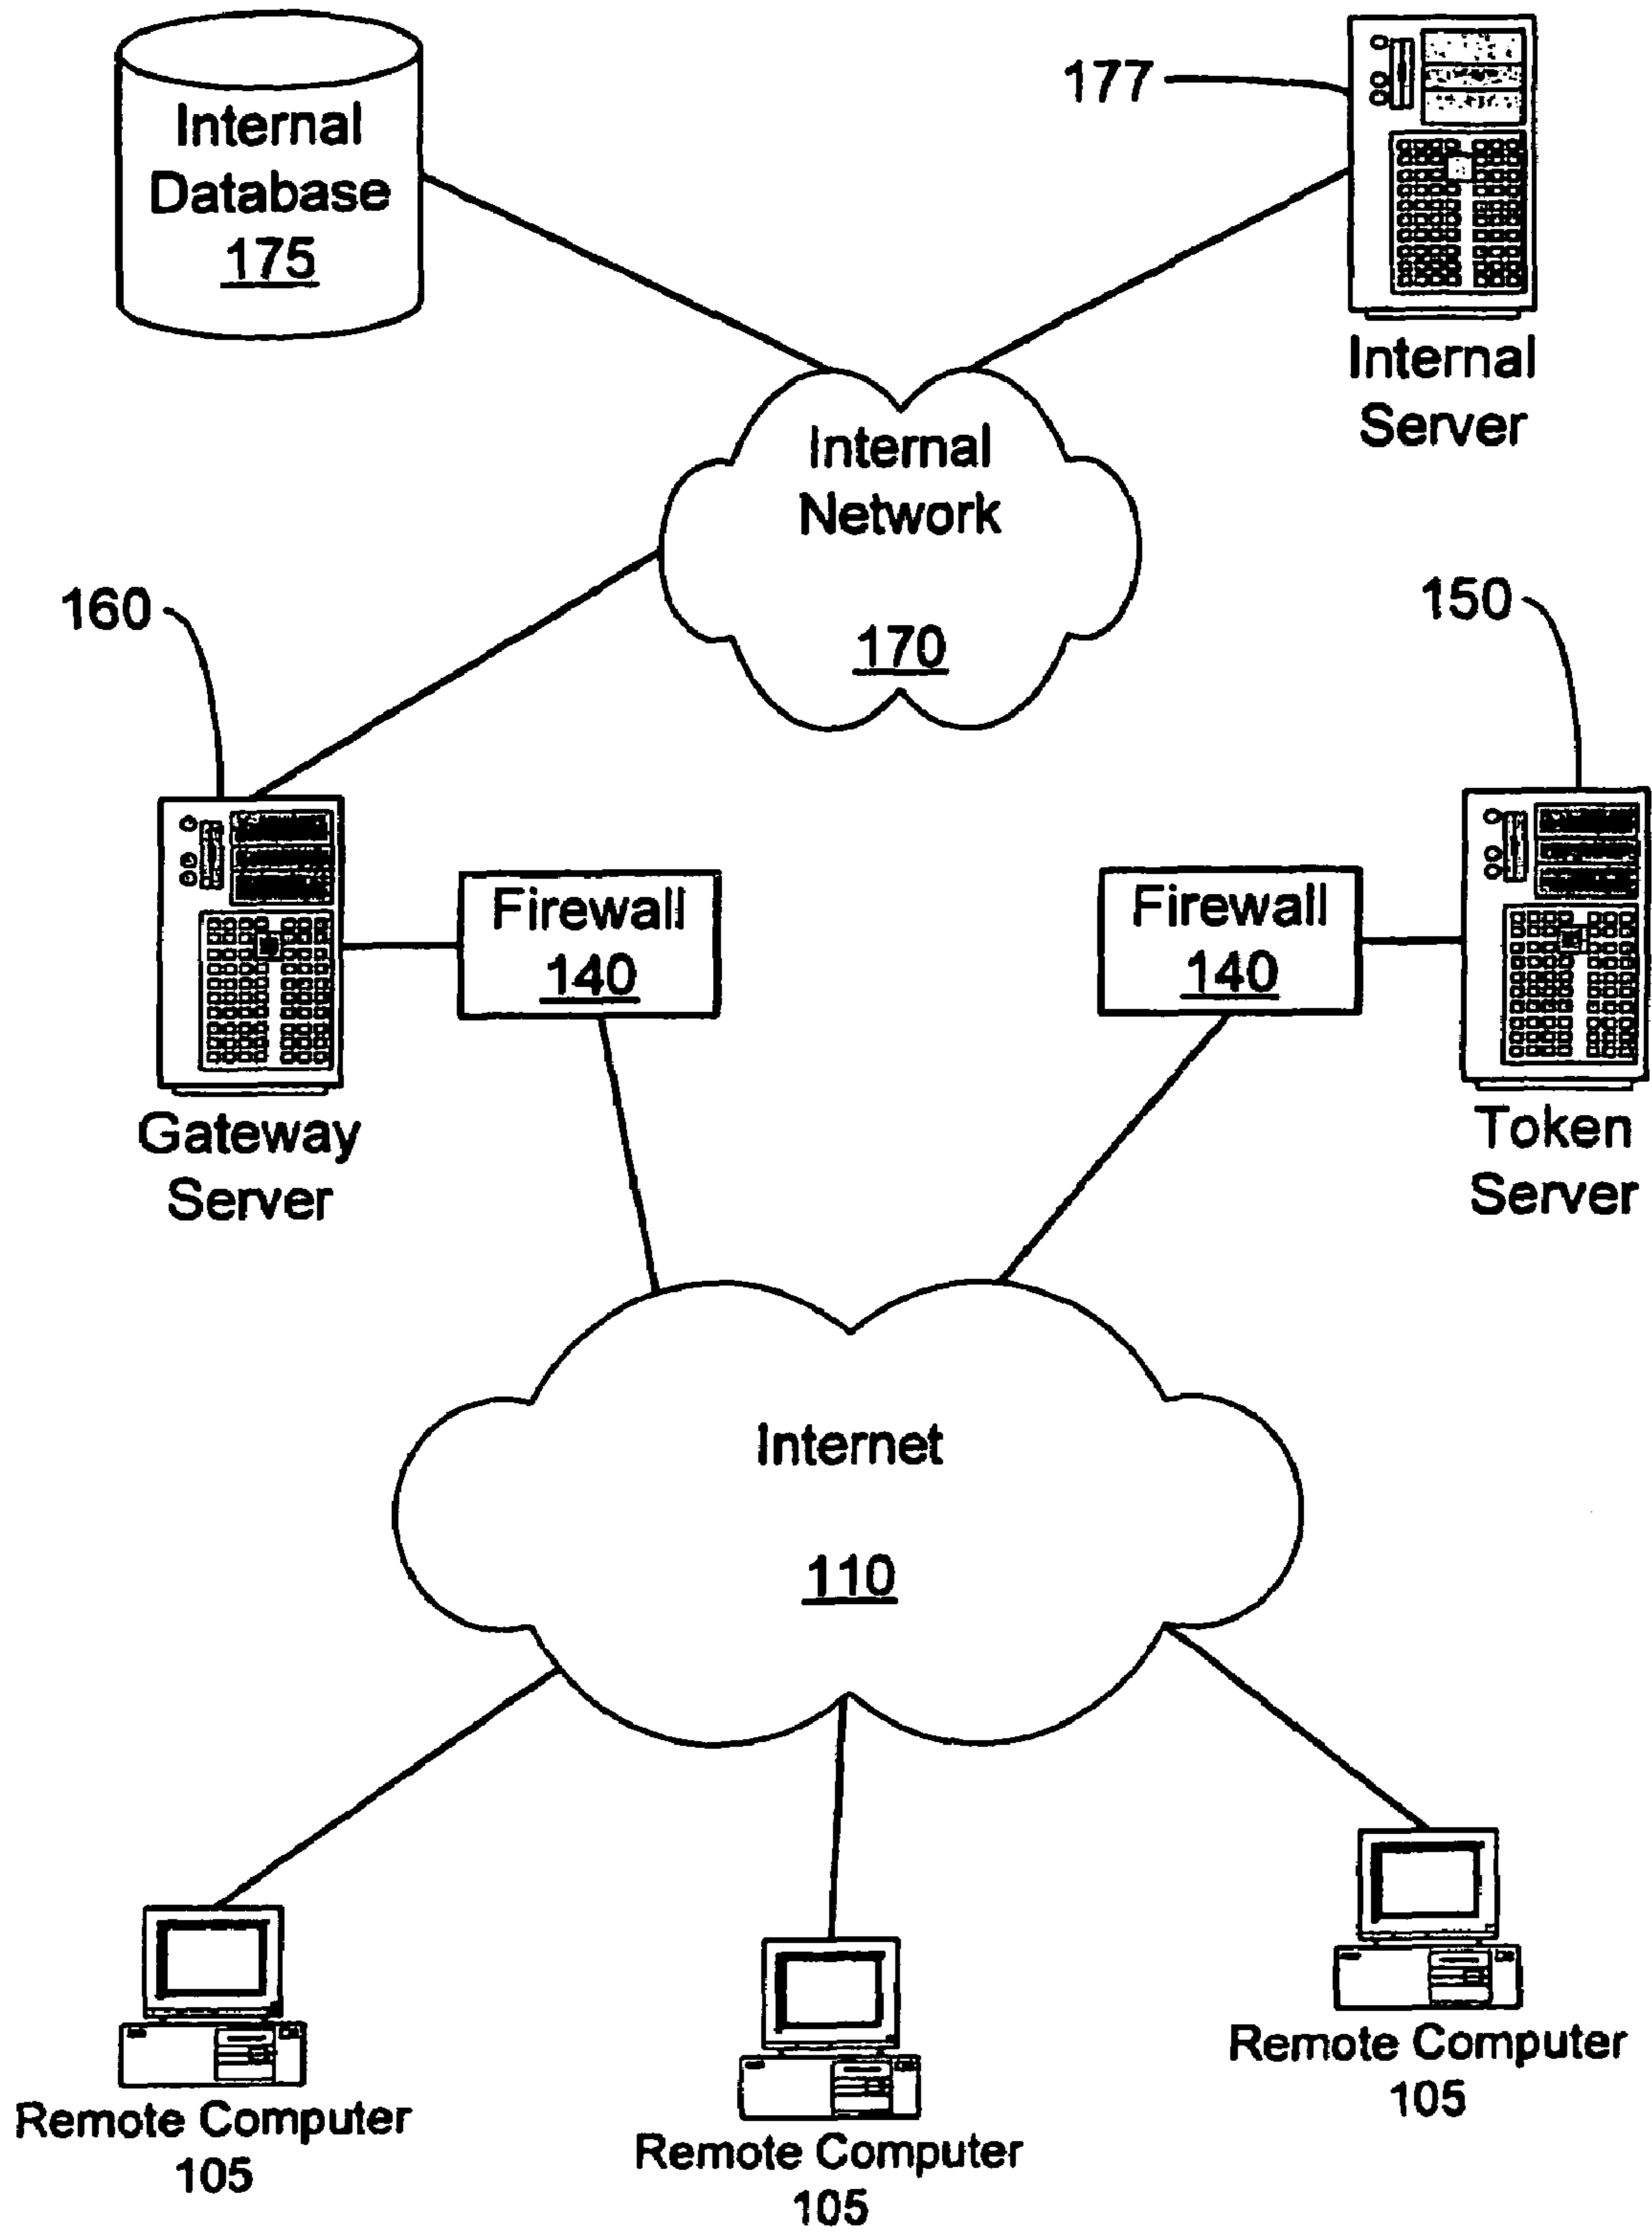 Internal
Database
175
177
Internal
Server
Internal
Network
170
160
150
Firewall
140
Firewall
140
Gateway
Server
Token
Server
Internet
110
Remote Computer
105
Remote Computer
105
Remote Computer
105